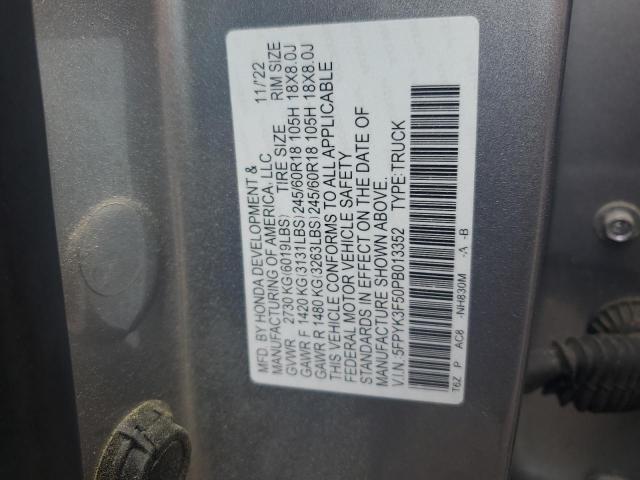 MFD. BY HONDA DEVELOPMENT &
MANUFACTURING OF AMERICA, LLC 11/'22
GVWR 2730 KG(6019LBS) TIRE SIZE RIM SIZE
GAWR F 1420 KG(3131LBS)245/60R18 105H 18X8.0J
GAWR R 1480 KG(3263LBS)245/60R18 105H 18X8.0J
THIS VEHICLE CONFORMS TO ALL APPLICABLE
FEDERAL MOTOR VEHICLE SAFETY
STANDARDS IN EFFECT ON THE DATE OF
MANUFACTURE SHOWN ABOVE.
V.I.N: 5FPYK3F50PB013352 TYPE:TRUCK
T6Z P AC8 -NH830M -A -B